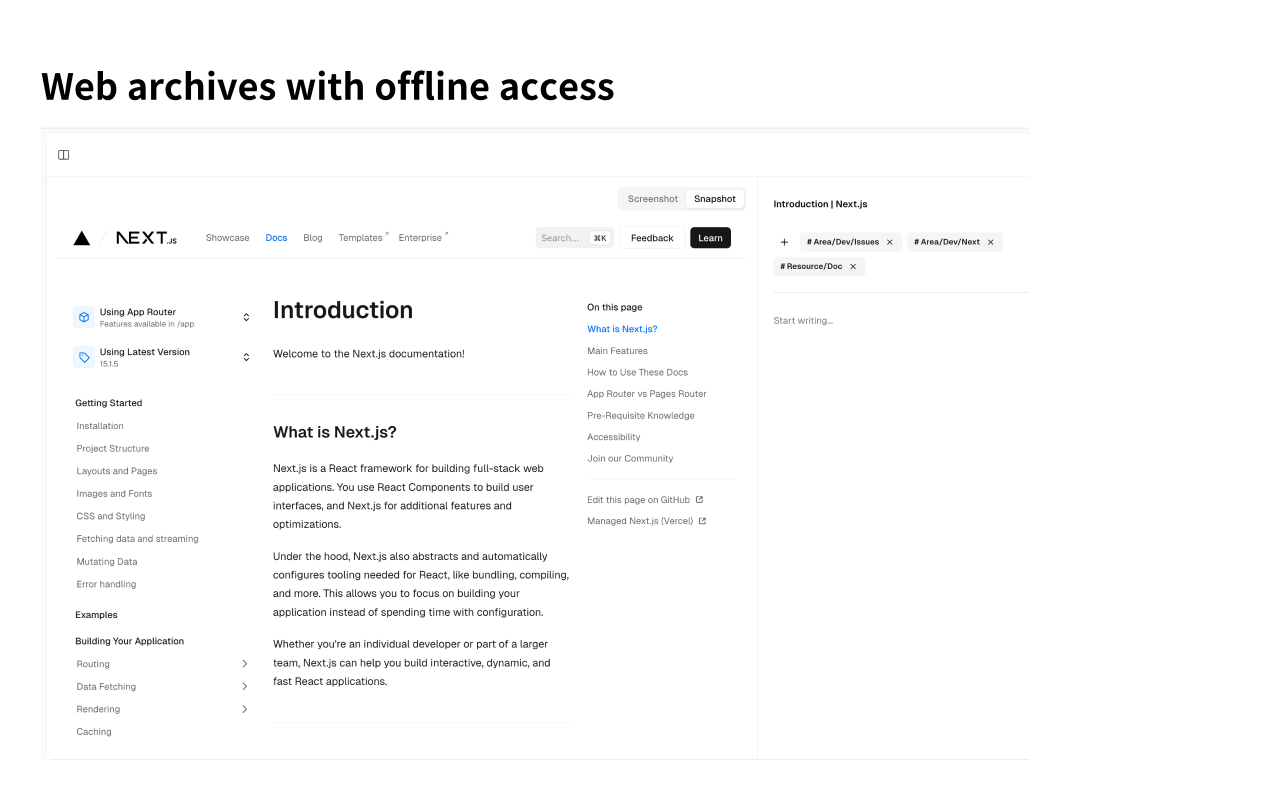 Web archives with offline access
Screenshot
Snapshot
NEXT.JS
Showcase
Docs
Blog
Templates
Enterprise
Search...
⌘K
Feedback
Learn
Using App Router
Features available in /app
Using Latest Version
15.1.5
Getting Started
Installation
Project Structure
Layouts and Pages
Images and Fonts
CSS and Styling
Fetching data and streaming
Mutating Data
Error handling
Examples
Building Your Application
Routing
Data Fetching
Rendering
Caching
Introduction
Welcome to the Next.js documentation!
What is Next.js?
Next.js is a React framework for building full-stack web
applications. You use React Components to build user
interfaces, and Next.js for additional features and
optimizations.
Under the hood, Next.js also abstracts and automatically
configures tooling needed for React, like bundling, compiling,
and more. This allows you to focus on building your
application instead of spending time with configuration.
Whether you're an individual developer or part of a larger
team, Next.js can help you build interactive, dynamic, and
fast React applications.
On this page
What is Next.js?
Main Features
How to Use These Docs
App Router vs Pages Router
Pre-Requisite Knowledge
Accessibility
Join our Community
Edit this page on GitHub
Managed Next.js (Vercel)
Introduction | Next.js
# Area/Dev/Issues
# Area/Dev/Next
# Resource/Doc
Start writing...